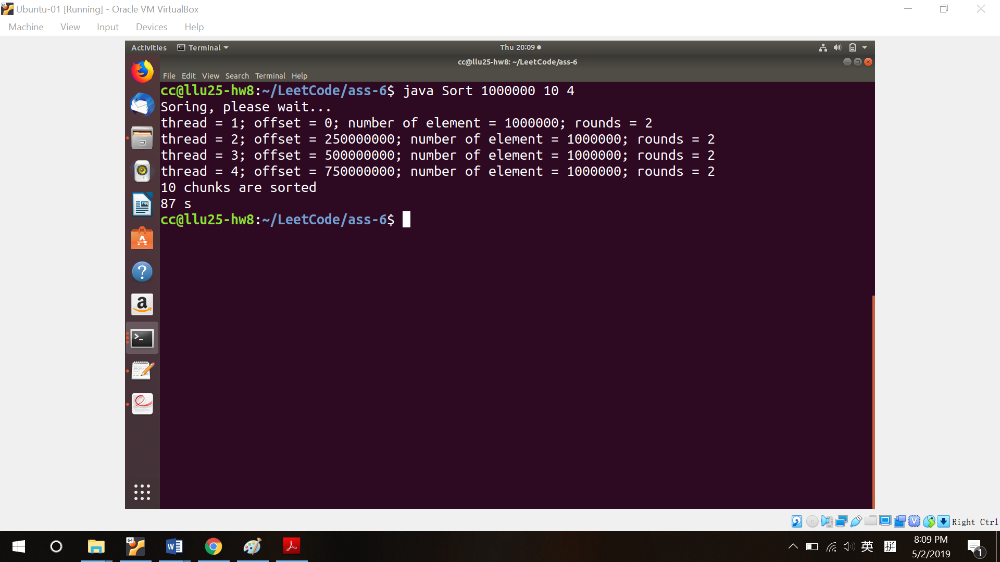 Ubuntu-01 [Running] - Oracle VM VirtualBox
Machine View Input Devices Help
Activities Terminal Thu 20:09
cc@llu25-hw8: ~/LeetCode/ass-6
File Edit View Search Terminal Help
cc@llu25-hw8:~/LeetCode/ass-6$ java Sort 1000000 10 4
Soring, please wait...
thread = 1; offset = 0; number of element = 1000000; rounds = 2
thread = 2; offset = 250000000; number of element = 1000000; rounds = 2
thread = 3; offset = 500000000; number of element = 1000000; rounds = 2
thread = 4; offset = 750000000; number of element = 1000000; rounds = 2
10 chunks are sorted
87 s
cc@llu25-hw8:~/LeetCode/ass-6$
Right Ctrl
64
英 拼 8:09 PM
5/2/2019
1